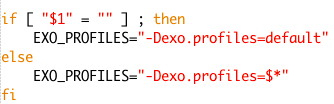 if [ "$1" = "" ] ; then
    EXO_PROFILES="-Dexo.profiles=default"
else
    EXO_PROFILES="-Dexo.profiles=$*"
fi